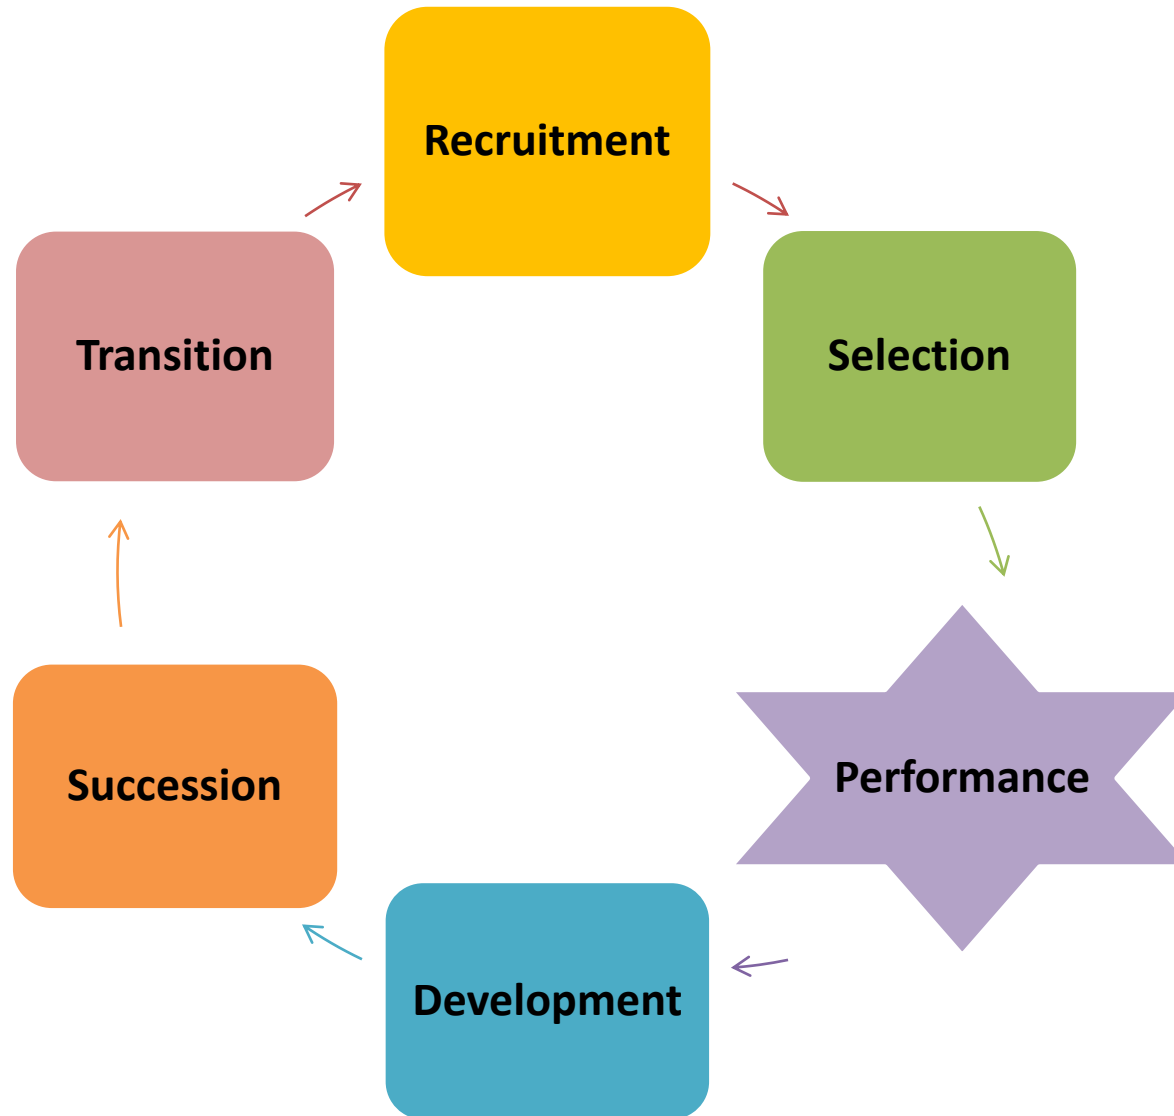 Recruitment
Selection
Performance
Development
Succession
Transition